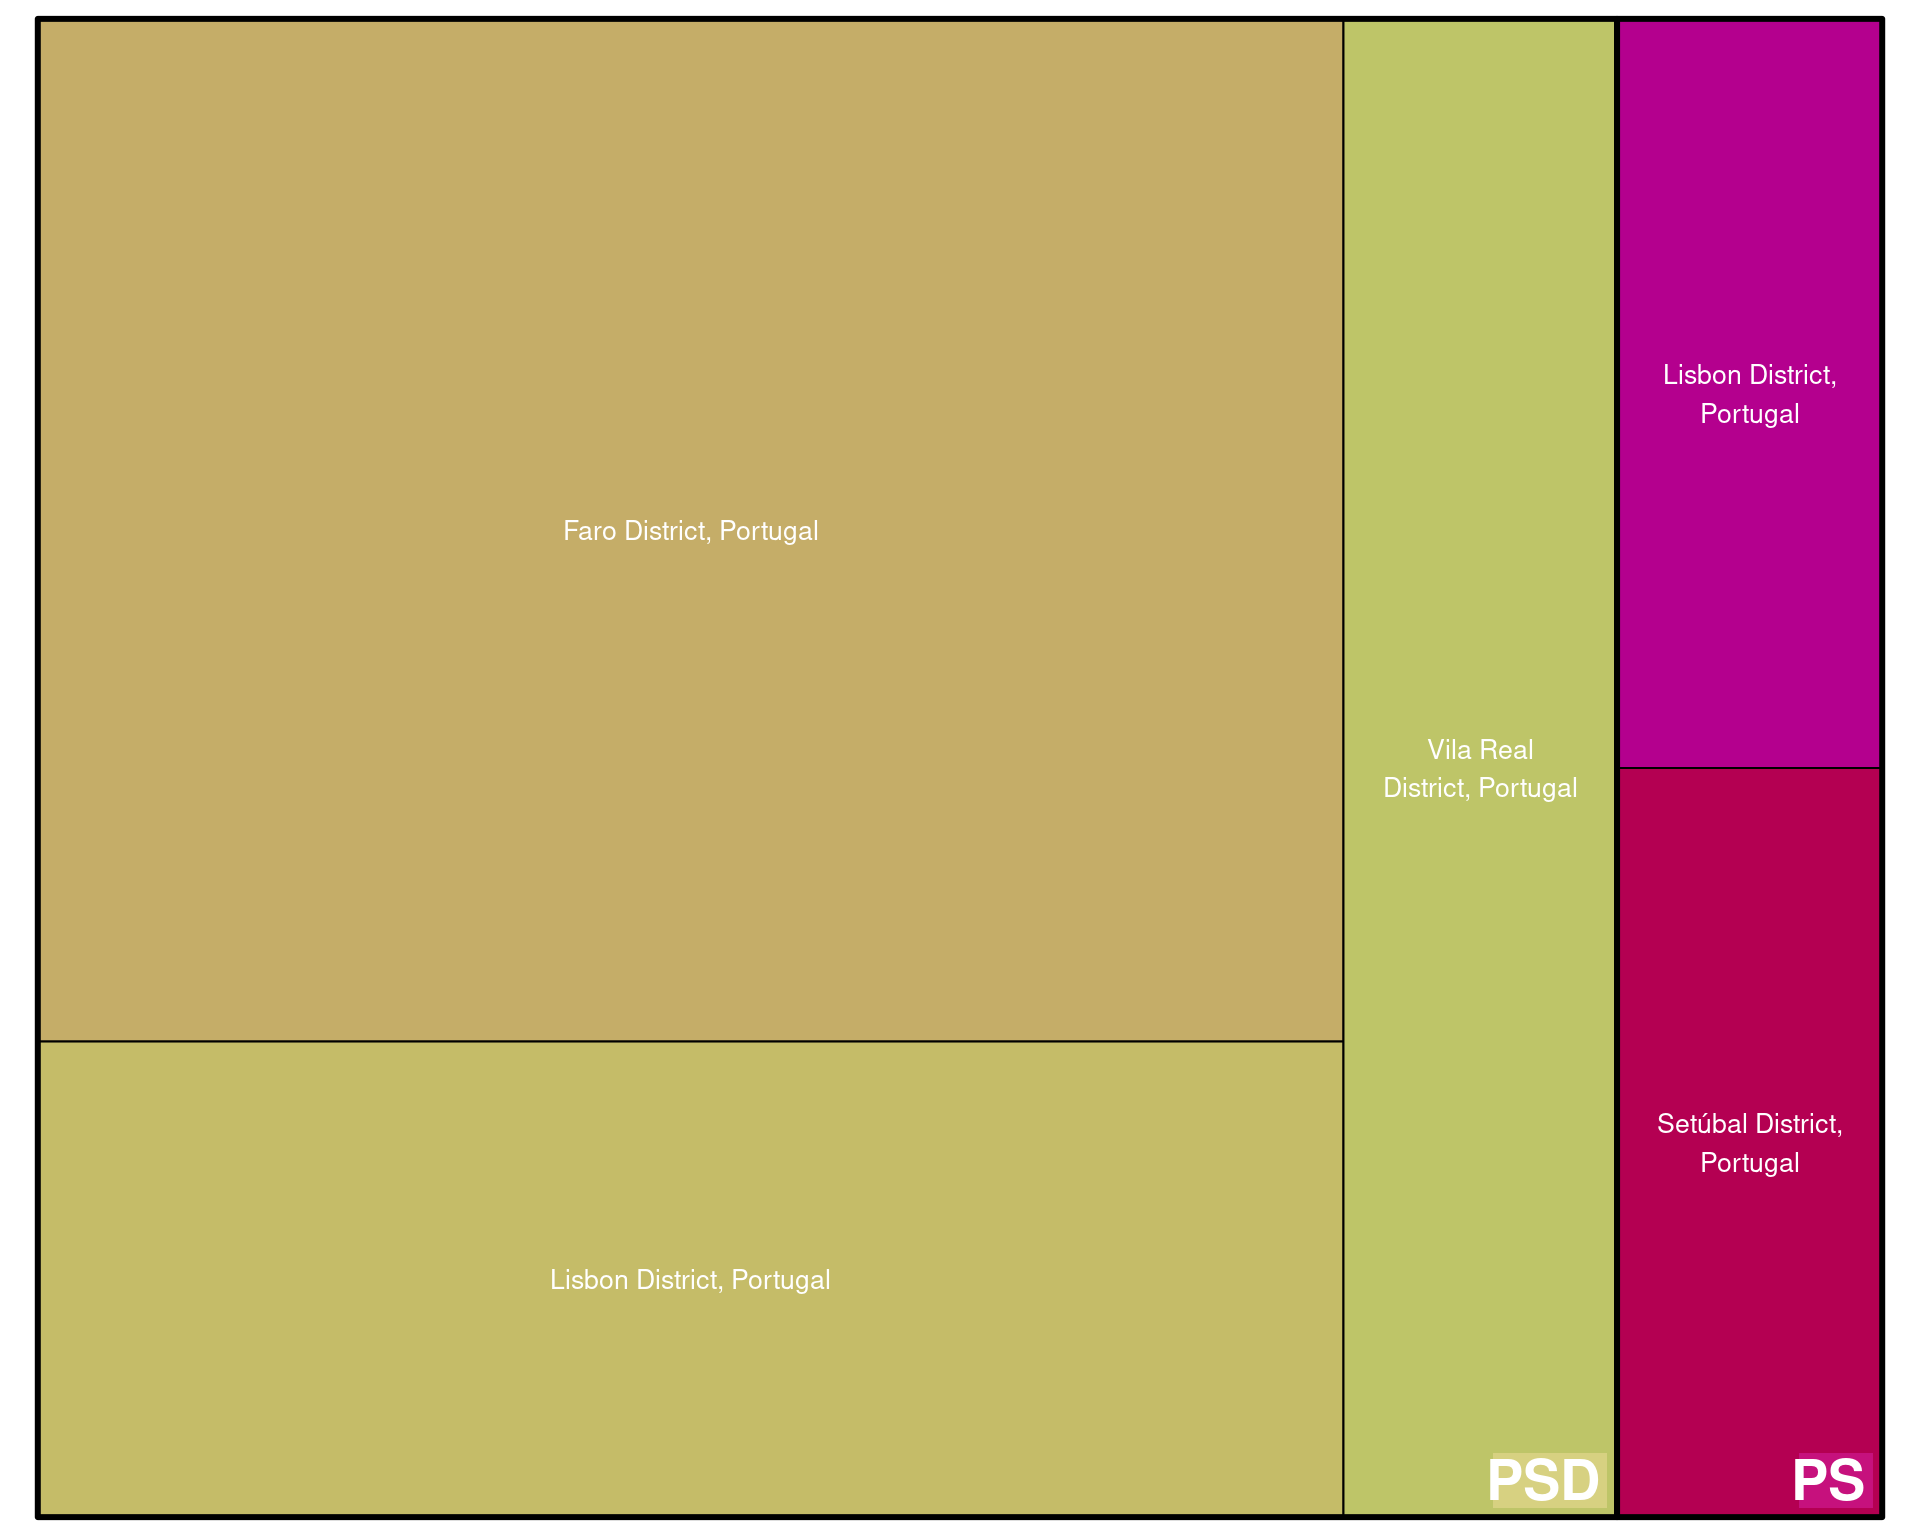 Faro District, Portugal
Lisbon District, Portugal
Vila Real
District, Portugal
PSD
Lisbon District,
Portugal
Setúbal District,
Portugal
PS